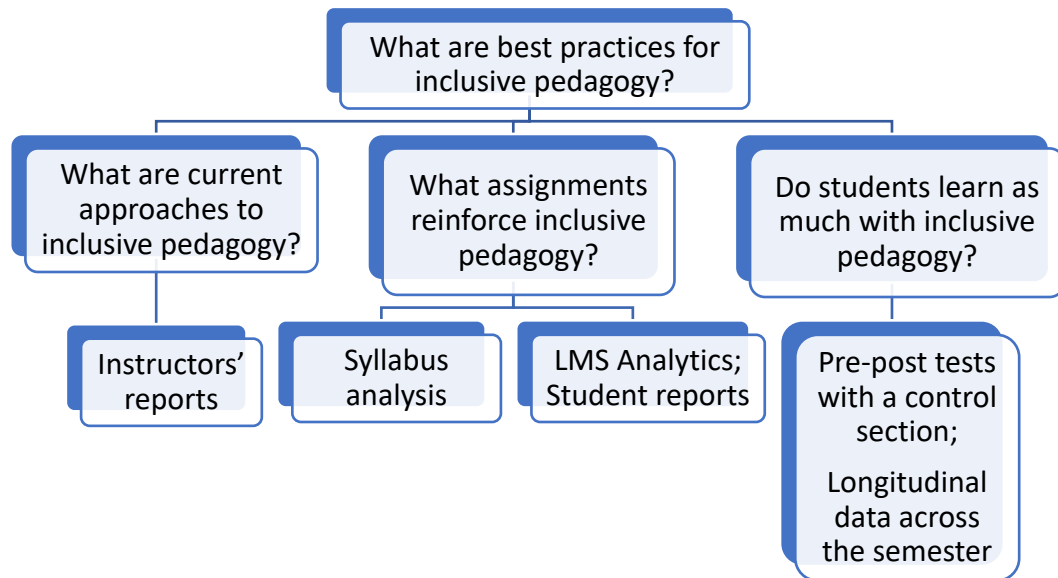 What are best practices for
inclusive pedagogy?
What are current
approaches to
inclusive pedagogy?
What assignments
reinforce inclusive
pedagogy?
Do students learn as
much with inclusive
pedagogy?
Instructors’
reports
Syllabus
analysis
LMS Analytics;
Student reports
Pre-post tests
with a control
section;
Longitudinal
data across
the semester